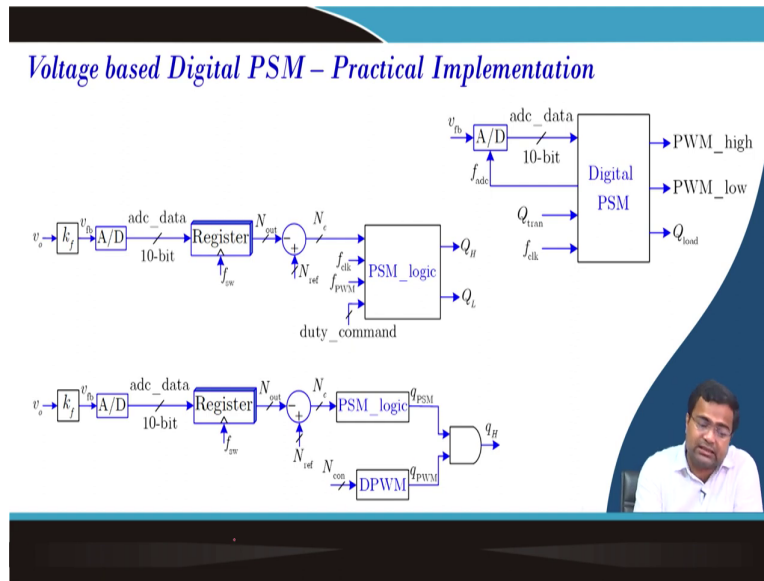 Voltage based Digital PSM – Practical Implementation
v_fb A/D adc_data 10-bit
f_adc
Q_tran
f_clk
Digital PSM
PWM_high
PWM_low
Q_load
v_o k_f v_fb A/D adc_data 10-bit Register N_out - + N_e
f_sw
N_ref
f_clk
f_PWM
duty_command
PSM_logic
Q_H
Q_L
v_o k_f v_fb A/D adc_data 10-bit Register N_out - + N_e PSM_logic q_PSM
f_sw
N_ref
N_con DPWM q_PWM
q_H